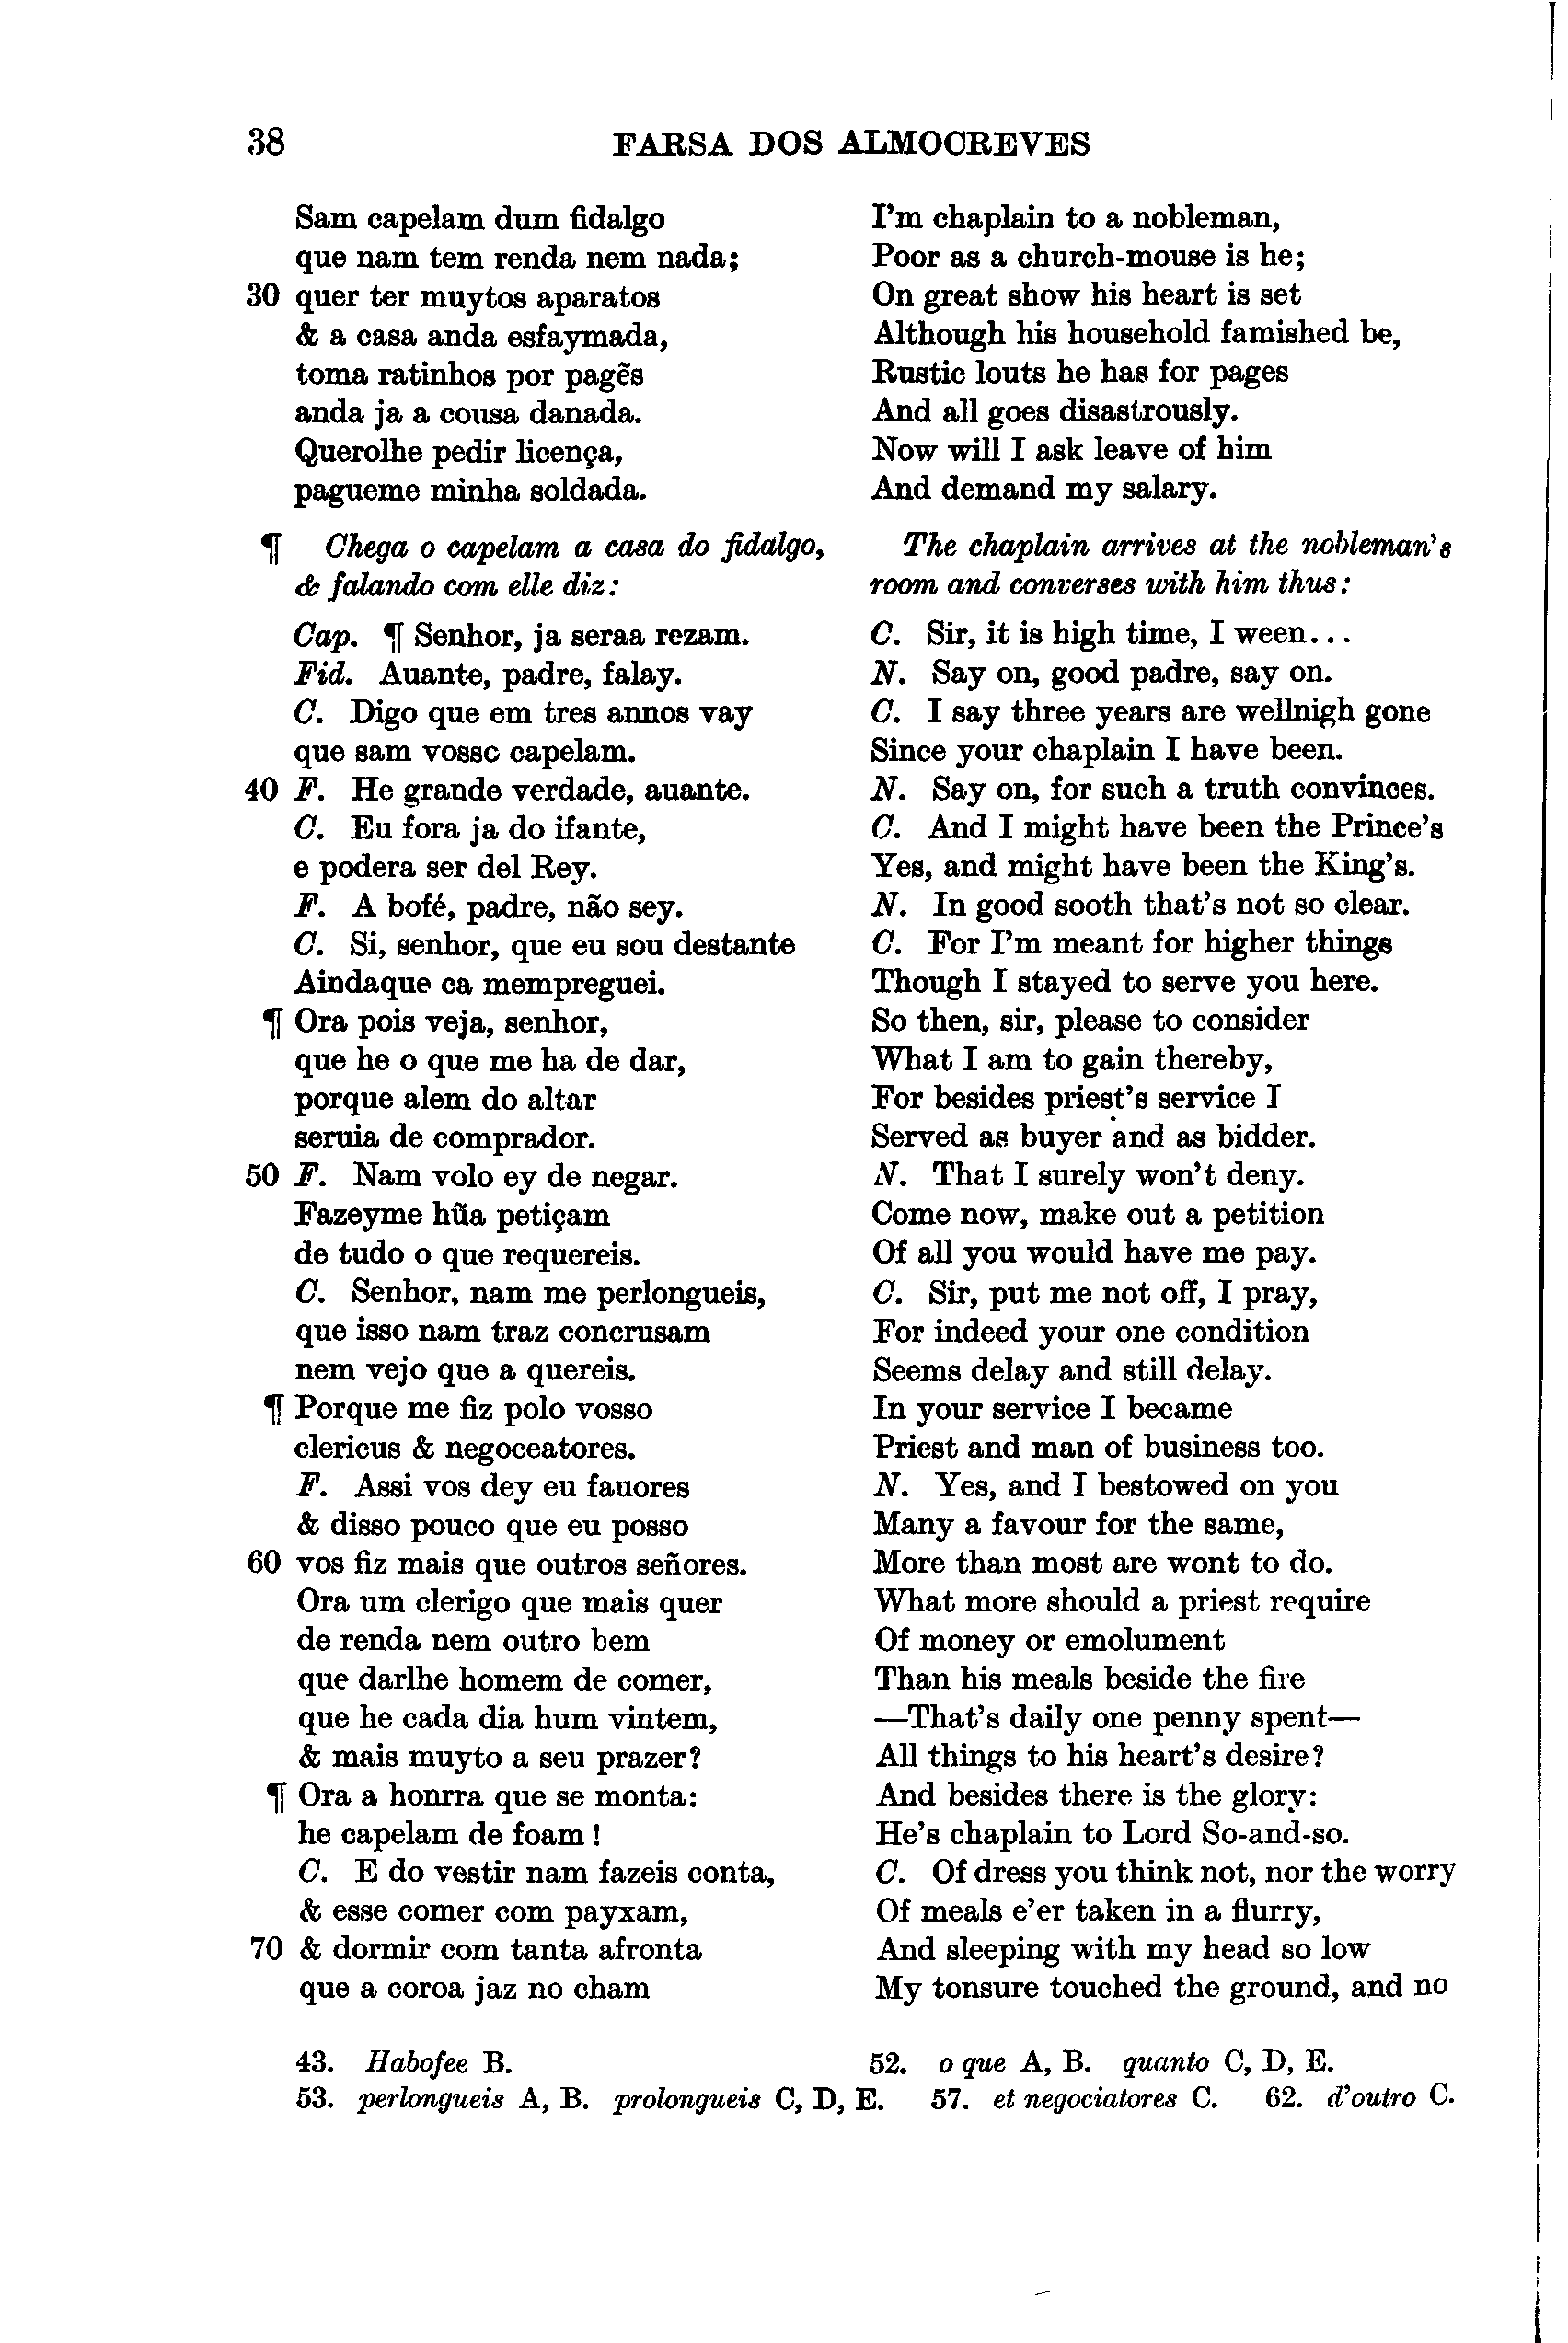 38 FARSA DOS ALMOCREVES
Sam capelam dum fidalgo
que nam tem renda nem nada;
30 quer ter muytos aparatos
& a casa anda esfaymada,
toma ratinhos por pagẽs
anda ja a cousa danada.
Querolhe pedir licença,
pagueme minha soldada.
¶ Chega o capelam a casa do fidalgo,
& falando com elle diz:
Cap. ¶ Senhor, ja seraa rezam.
Fid. Auante, padre, falay.
C. Digo que em tres annos vay
que sam vosso capelam.
40 F. He grande verdade, auante.
C. Eu fora ja do ifante,
e podera ser del Rey.
F. A bofé, padre, não sey.
C. Si, senhor, que eu sou destante
Aindaque ca mempreguei.
¶ Ora pois veja, senhor,
que he o que me ha de dar,
porque alem do altar
seruia de comprador.
50 F. Nam volo ey de negar.
Fazeyme hũa petiçam
de tudo o que requereis.
C. Senhor, nam me perlongueis,
que isso nam traz concrusam
nem vejo que a quereis.
¶ Porque me fiz polo vosso
clericus & negoceatores.
F. Assi vos dey eu fauores
& disso pouco que eu posso
60 vos fiz mais que outros señores.
Ora um clerigo que mais quer
de renda nem outro bem
que darlhe homem de comer,
que he cada dia hum vintem,
& mais muyto a seu prazer?
¶ Ora a honrra que se monta:
he capelam de foam!
C. E do vestir nam fazeis conta,
& esse comer com payxam,
70 & dormir com tanta afronta
que a coroa jaz no cham
I'm chaplain to a nobleman,
Poor as a church-mouse is he;
On great show his heart is set
Although his household famished be,
Rustic louts he has for pages
And all goes disastrously.
Now will I ask leave of him
And demand my salary.
The chaplain arrives at the nobleman's
room and converses with him thus:
C. Sir, it is high time, I ween...
N. Say on, good padre, say on.
C. I say three years are wellnigh gone
Since your chaplain I have been.
N. Say on, for such a truth convinces.
C. And I might have been the Prince's
Yes, and might have been the King's.
N. In good sooth that's not so clear.
C. For I'm meant for higher things
Though I stayed to serve you here.
So then, sir, please to consider
What I am to gain thereby,
For besides priest's service I
Served as buyer and as bidder.
N. That I surely won't deny.
Come now, make out a petition
Of all you would have me pay.
C. Sir, put me not off, I pray,
For indeed your one condition
Seems delay and still delay.
In your service I became
Priest and man of business too.
N. Yes, and I bestowed on you
Many a favour for the same,
More than most are wont to do.
What more should a priest require
Of money or emolument
Than his meals beside the fire
—That's daily one penny spent—
All things to his heart's desire?
And besides there is the glory:
He's chaplain to Lord So-and-so.
C. Of dress you think not, nor the worry
Of meals e'er taken in a flurry,
And sleeping with my head so low
My tonsure touched the ground, and no
43. Habofee B. 52. o que A, B. quanto C, D, E.
53. perlongueis A, B. prolongueis C, D, E. 57. et negociatores C. 62. d'outro C.